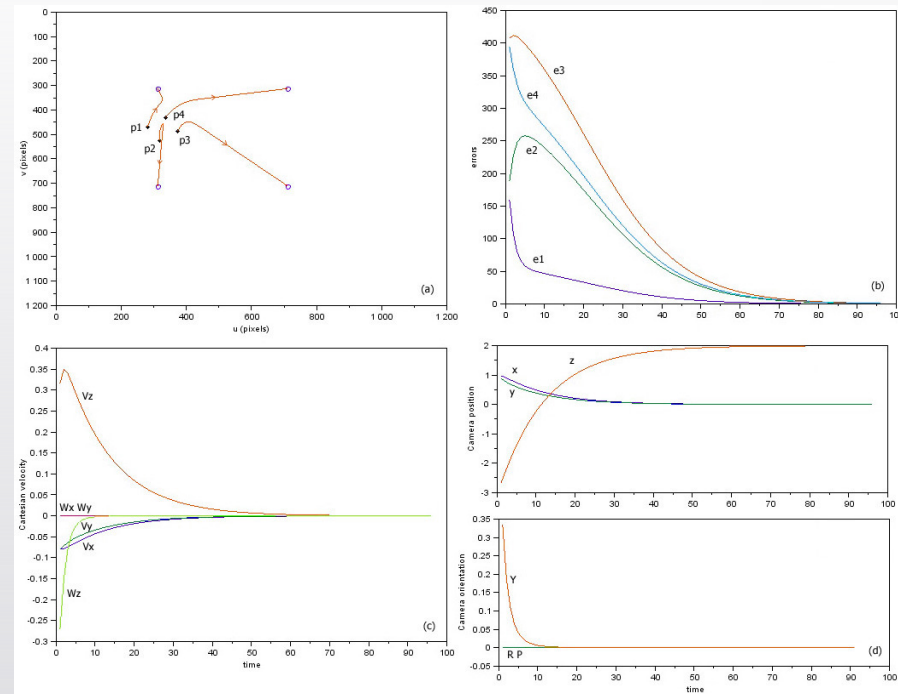 0
100
200
300
400
500
600
700
800
900
1 000
1 100
1 200
v (pixels)
p1
p2
p4
p3
(a)
0 200 400 600 800 1 000 1 200
u (pixels)
450
400
350
300
250
200
150
100
50
0
errors
e3
e4
e2
e1
(b)
0 10 20 30 40 50 60 70 80 90 100
0.4
0.35
0.3
0.25
0.2
0.15
0.1
0.05
0
-0.05
-0.1
-0.15
-0.2
-0.25
-0.3
Cartesian velocity
Vz
Wx Wy
Vy
Vx
Wz
(c)
0 10 20 30 40 50 60 70 80 90 100
time
2
1
0
-1
-2
-3
Camera position
x
y
z
0 10 20 30 40 50 60 70 80 90 100
0.35
0.3
0.25
0.2
0.15
0.1
0.05
0
-0.05
Camera orientation
Y
R P
(d)
0 10 20 30 40 50 60 70 80 90 100
time